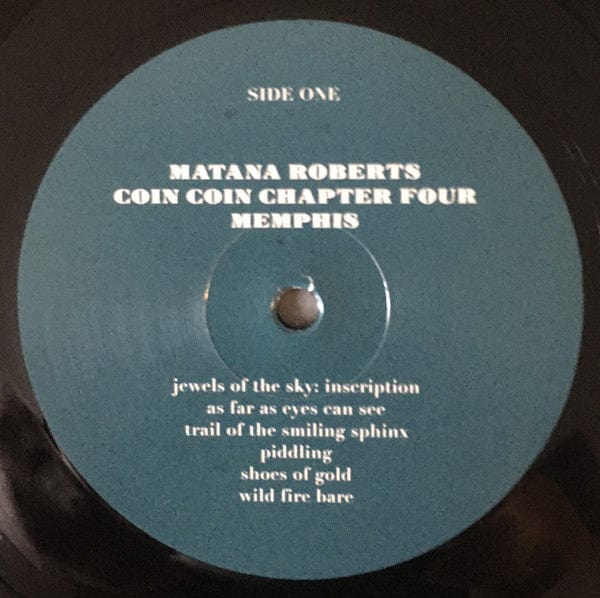 SIDE ONE
MATANA ROBERTS
COIN COIN CHAPTER FOUR
MEMPHIS
jewels of the sky: inscription
as far as eyes can see
trail of the smiling sphinx
piddling
shoes of gold
wild fire bare